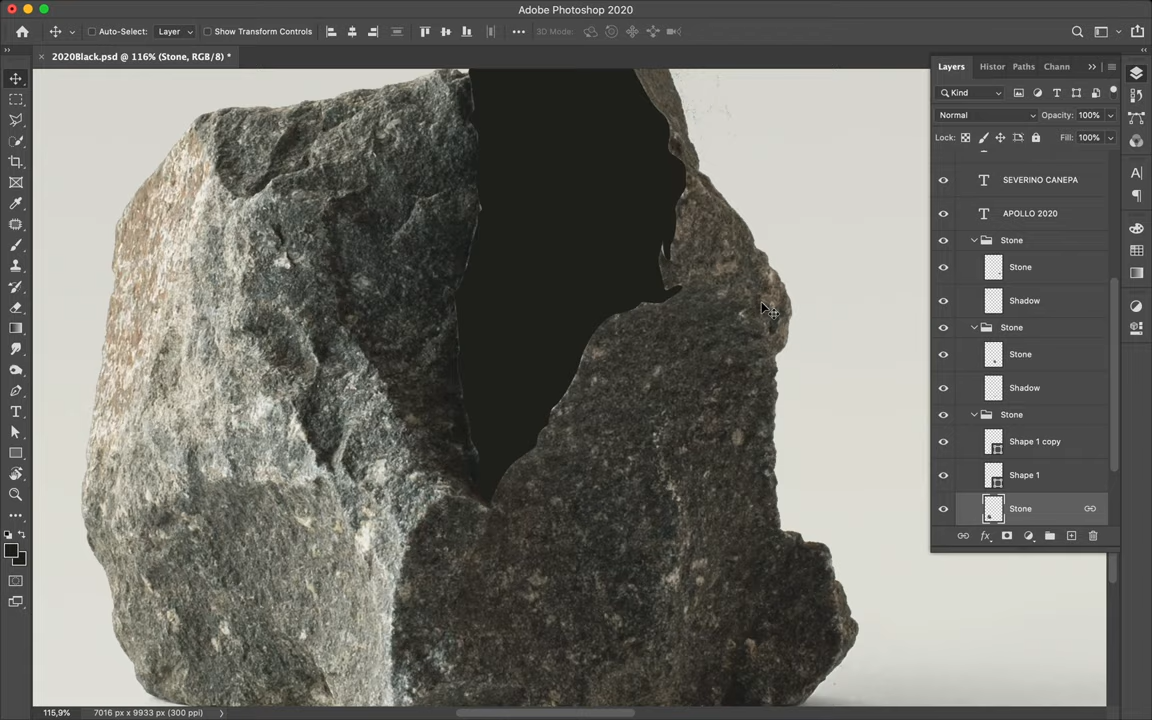 Adobe Photoshop 2020
Auto-Select: Layer Show Transform Controls 3D Mode:
2020Black.psd @ 116% (Stone, RGB/8) *
Layers Histor Paths Chann
Kind
Normal Opacity: 100%
Lock: Fill: 100%
SEVERINO CANEPA
APOLLO 2020
Stone
Stone
Shadow
Stone
Stone
Shadow
Stone
Shape 1 copy
Shape 1
Stone
fx
115,9% 7016 px x 9933 px (300 ppi)